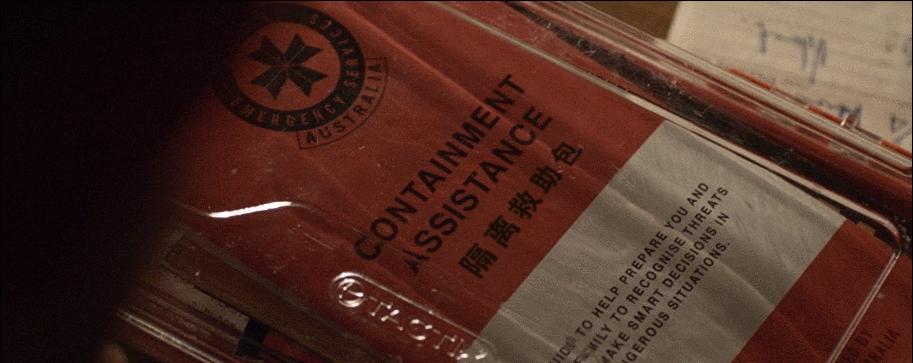 EMERGENCY SERVICES
AUSTRALIA
CONTAINMENT
ASSISTANCE
隔离救助包
TO HELP PREPARE YOU AND
TO RECOGNISE THREATS
MAKE SMART DECISIONS IN
SITUATIONS.
BY